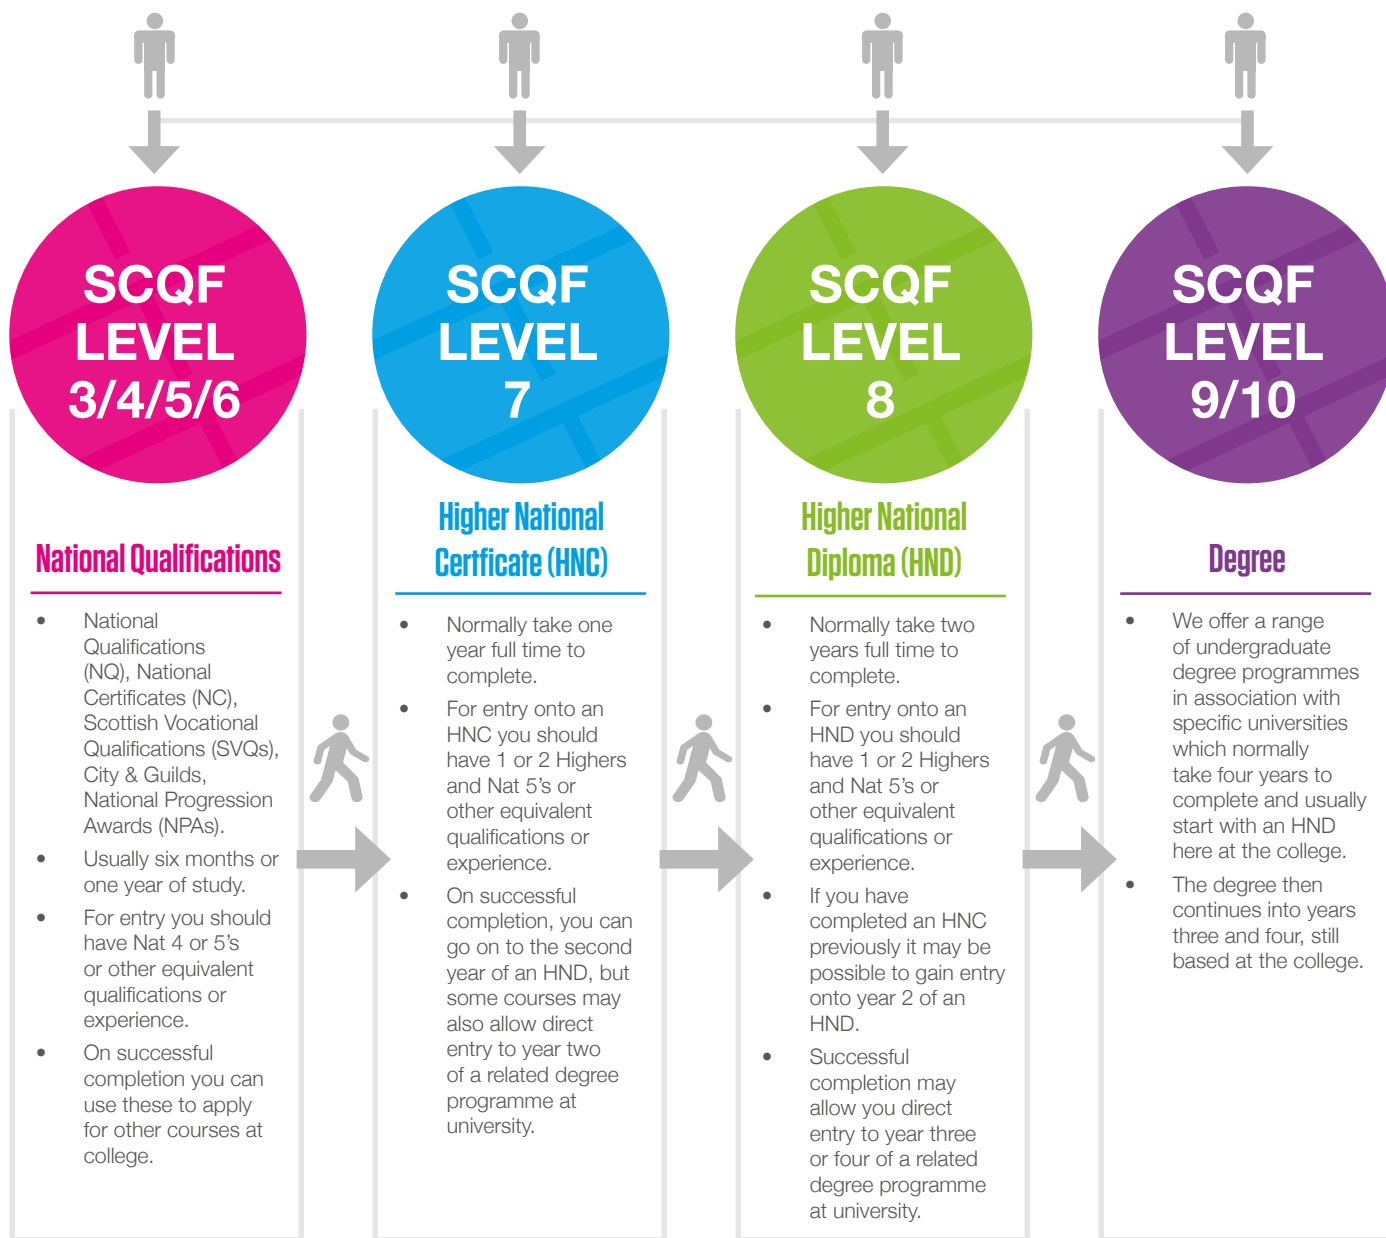 SCQF
LEVEL
3/4/5/6
National Qualifications
• National
Qualifications
(NQ), National
Certificates (NC),
Scottish Vocational
Qualifications (SVQs),
City & Guilds,
National Progression
Awards (NPAs).
• Usually six months or
one year of study.
• For entry you should
have Nat 4 or 5’s
or other equivalent
qualifications or
experience.
• On successful
completion you can
use these to apply
for other courses at
college.
SCQF
LEVEL
7
Higher National
Certficate (HNC)
• Normally take one
year full time to
complete.
• For entry onto an
HNC you should
have 1 or 2 Highers
and Nat 5’s or
other equivalent
qualifications or
experience.
• On successful
completion, you can
go on to the second
year of an HND, but
some courses may
also allow direct
entry to year two
of a related degree
programme at
university.
SCQF
LEVEL
8
Higher National
Diploma (HND)
• Normally take two
years full time to
complete.
• For entry onto an
HND you should
have 1 or 2 Highers
and Nat 5’s or
other equivalent
qualifications or
experience.
• If you have
completed an HNC
previously it may be
possible to gain entry
onto year 2 of an
HND.
• Successful
completion may
allow you direct
entry to year three
or four of a related
degree programme
at university.
SCQF
LEVEL
9/10
Degree
• We offer a range
of undergraduate
degree programmes
in association with
specific universities
which normally
take four years to
complete and usually
start with an HND
here at the college.
• The degree then
continues into years
three and four, still
based at the college.